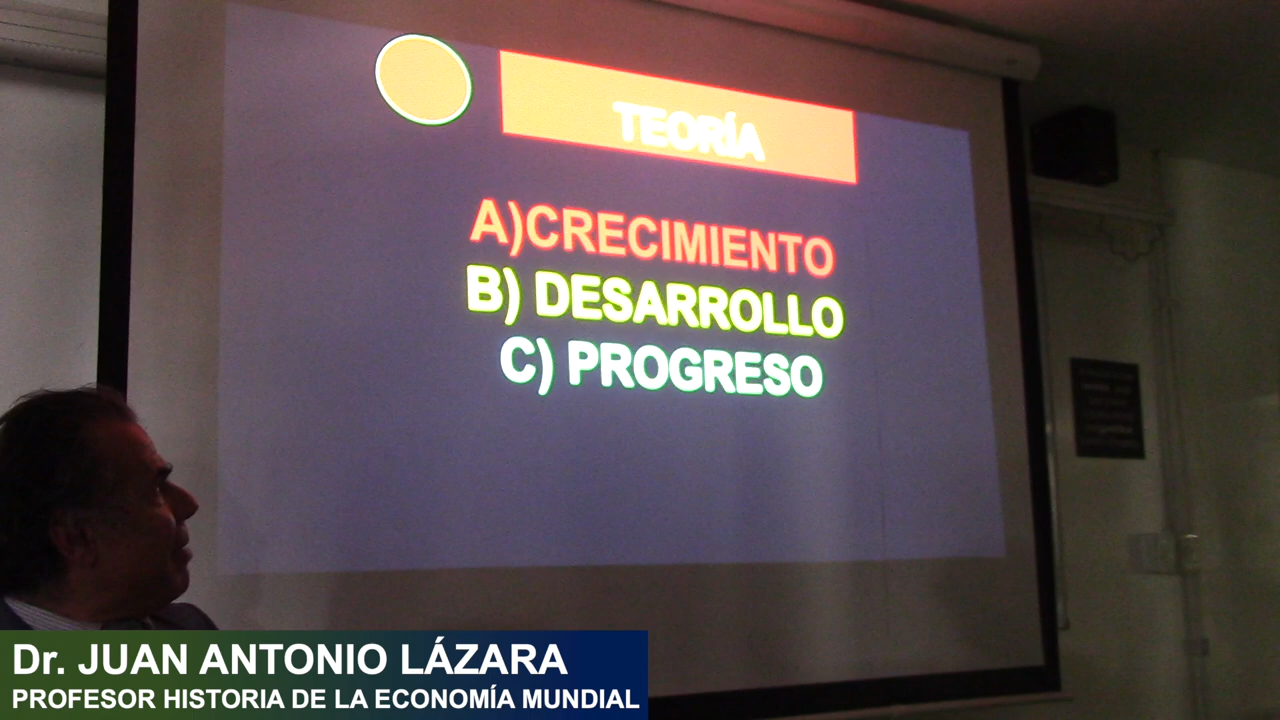 TEORÍA
A)CRECIMIENTO
B) DESARROLLO
C) PROGRESO
Dr. JUAN ANTONIO LÁZARA
PROFESOR HISTORIA DE LA ECONOMÍA MUNDIAL